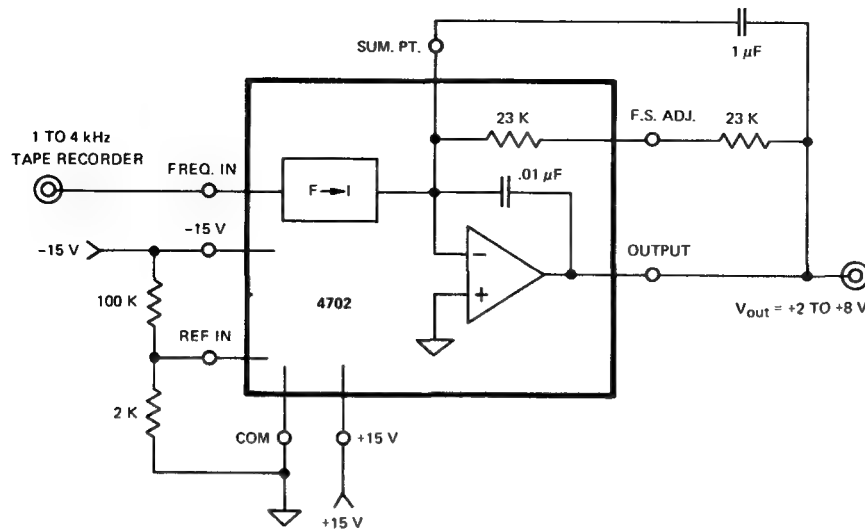 SUM. PT.
1 µF
23 K
F.S. ADJ.
23 K
1 TO 4 kHz
TAPE RECORDER
FREQ. IN
F→I
.01 µF
−15 V
−15 V
−
+
OUTPUT
100 K
4702
Vout = +2 TO +8 V
REF IN
2 K
COM
+15 V
+15 V